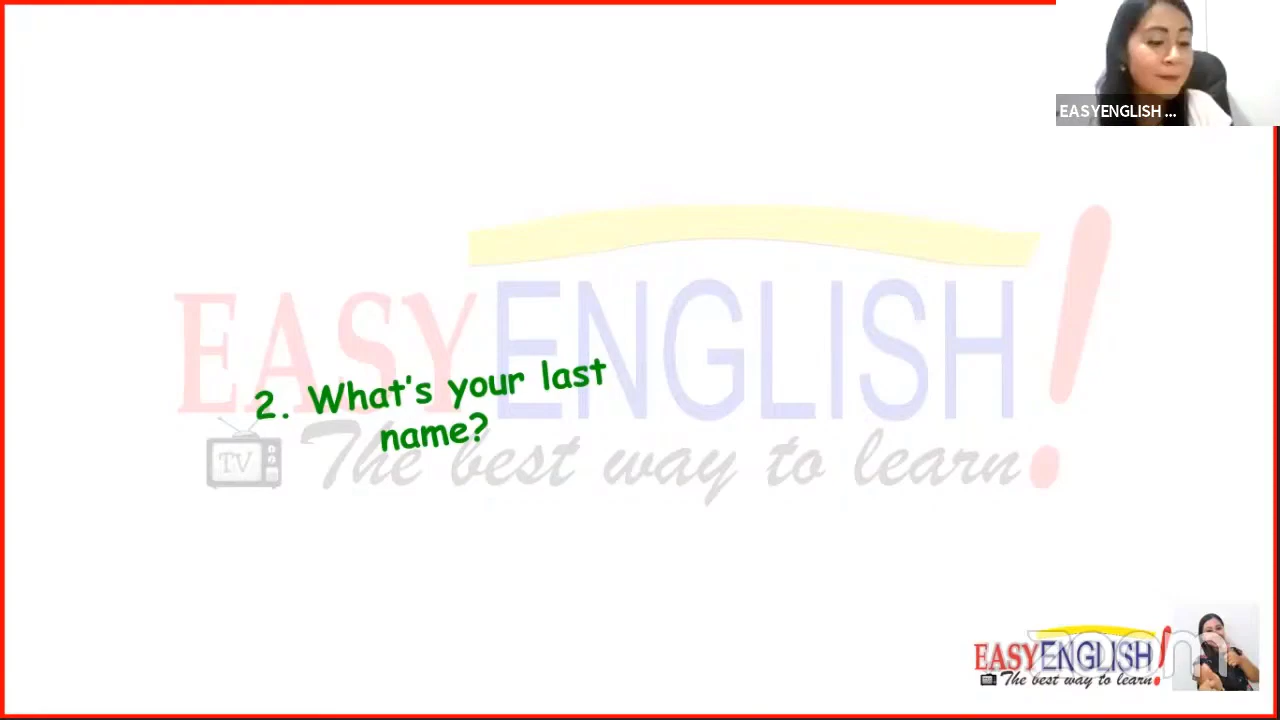 EASYENGLISH ...
EASYENGLISH!
2. What's your last
name?
TV
The best way to learn
zoom
EASYENGLISH!
The best way to learn